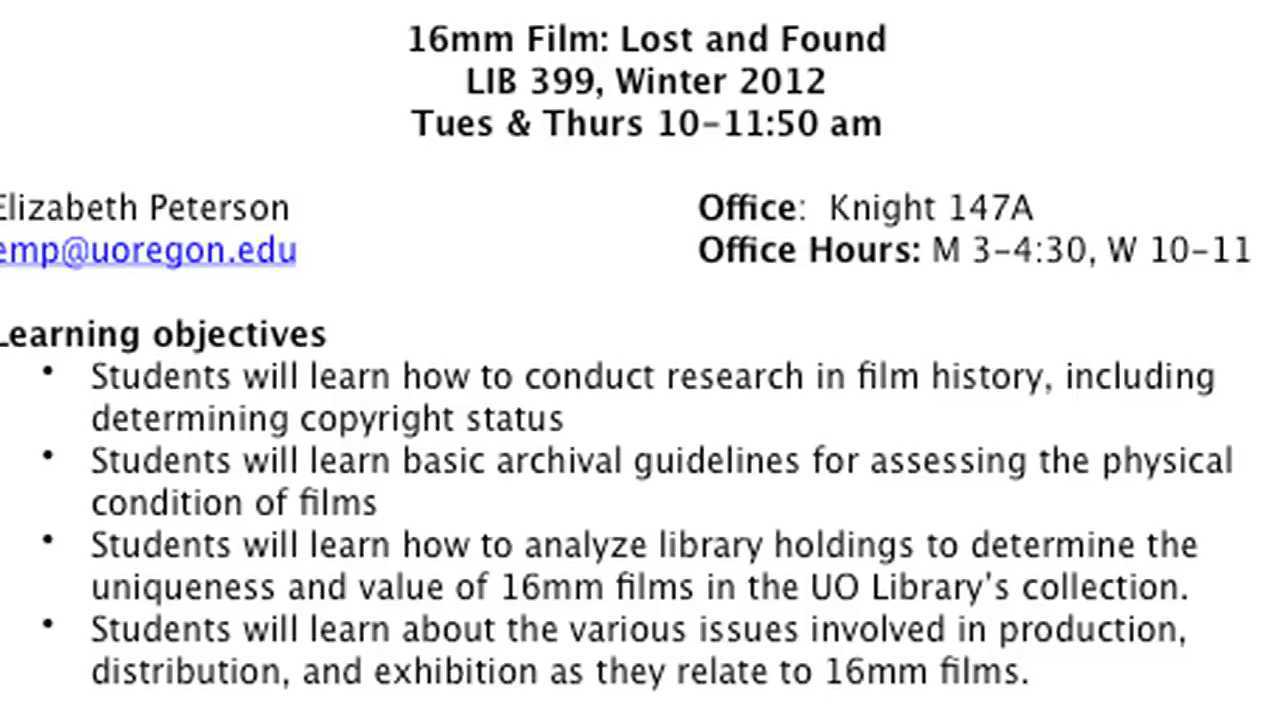 16mm Film: Lost and Found
LIB 399, Winter 2012
Tues & Thurs 10-11:50 am
Elizabeth Peterson
emp@uoregon.edu
Office: Knight 147A
Office Hours: M 3-4:30, W 10-11
Learning objectives
• Students will learn how to conduct research in film history, including
determining copyright status
• Students will learn basic archival guidelines for assessing the physical
condition of films
• Students will learn how to analyze library holdings to determine the
uniqueness and value of 16mm films in the UO Library's collection.
• Students will learn about the various issues involved in production,
distribution, and exhibition as they relate to 16mm films.